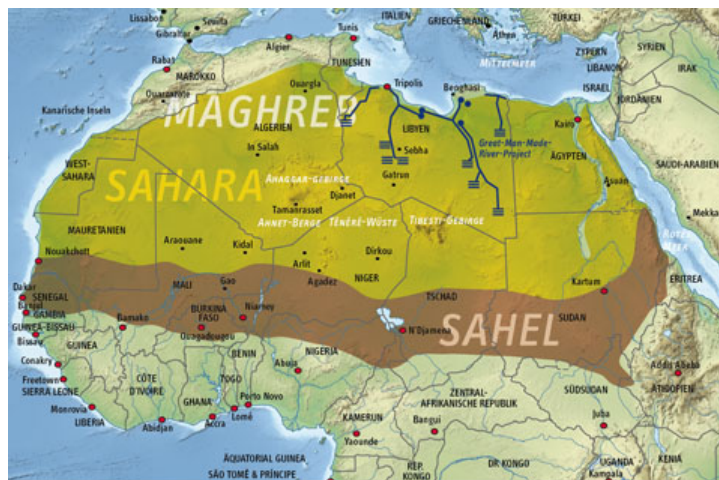 Lissabon
Sevilla
Gibraltar
Algier
Tunis
ITALIEN
GRIECHENLAND
Athen
TÜRKEI
ZYPERN
SYRIEN
LIBANON
IRAK
ISRAEL
JORDANIEN
MITTELMEER
Rabat
MAROKKO
TUNESIEN
Ouargla
Tripolis
Benghasi
Ouarzazate
Kanarische Inseln
MAGHREB
ALGERIEN
LIBYEN
Kairo
In Salah
Sebha
Great-Man-Made-
River-Project
ÄGYPTEN
SAUDI-ARABIEN
WEST-
SAHARA
SAHARA
AHAGGAR-GEBIRGE
Gatrun
Assuan
Djanet
Tamanrasset
AHNET-BERGE
TÉNÉRÉ-WÜSTE
TIBESTI-GEBIRGE
Mekka
MAURETANIEN
ROTES
MEER
Nouakchott
Araouane
Kidal
Arlit
Dirkou
Agadez
NIGER
TSCHAD
Kartum
ERITREA
Dakar
SENEGAL
MALI
Gao
Banjul
GAMBIA
BURKINA
FASO
Niamey
SAHEL
SUDAN
GUINEA-BISSAU
Bissau
Bamako
Ouagadougou
N'Djamena
GUINEA
BENIN
NIGERIA
Abuja
Addis Abeba
ÄTHIOPIEN
Conakry
Freetown
SIERRA LEONE
CÔTE
D'IVOIRE
GHANA
TOGO
Porto Novo
ZENTRAL-
AFRIKANISCHE REPUBLIK
SÜDSUDAN
Monrovia
LIBERIA
Abidjan
Accra
Lomé
KAMERUN
Bangui
Juba
Yaounde
ÄQUATORIAL GUINEA
SÃO TOMÉ & PRÍNCIPE
REP.
KONGO
DR KONGO
UGANDA
Kampala
KENIA